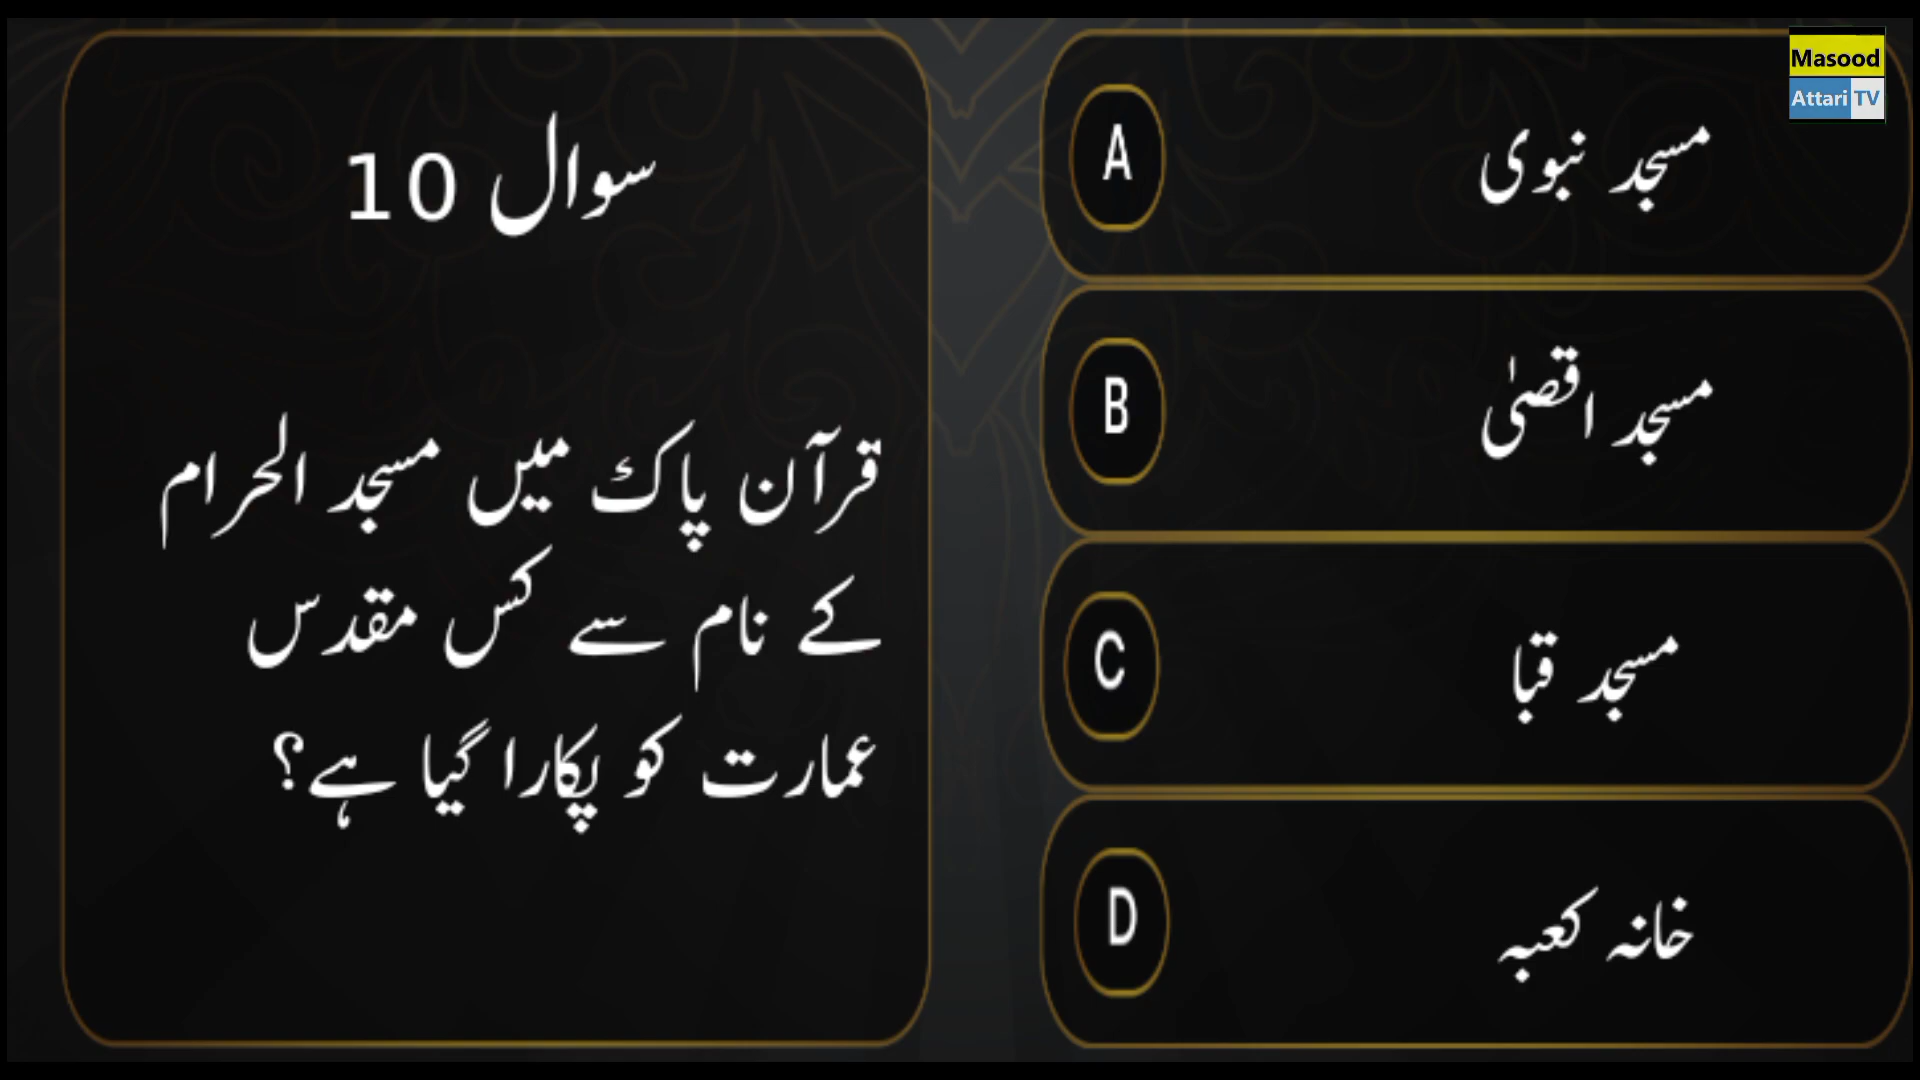 سوال 10
قرآن پاک میں مسجد الحرام
کے نام سے کس مقدس
عمارت کو پکارا گیا ہے؟
A
مسجد نبوی
B
مسجد اقصیٰ
C
مسجد قبا
D
خانہ کعبہ
Masood
Attari TV